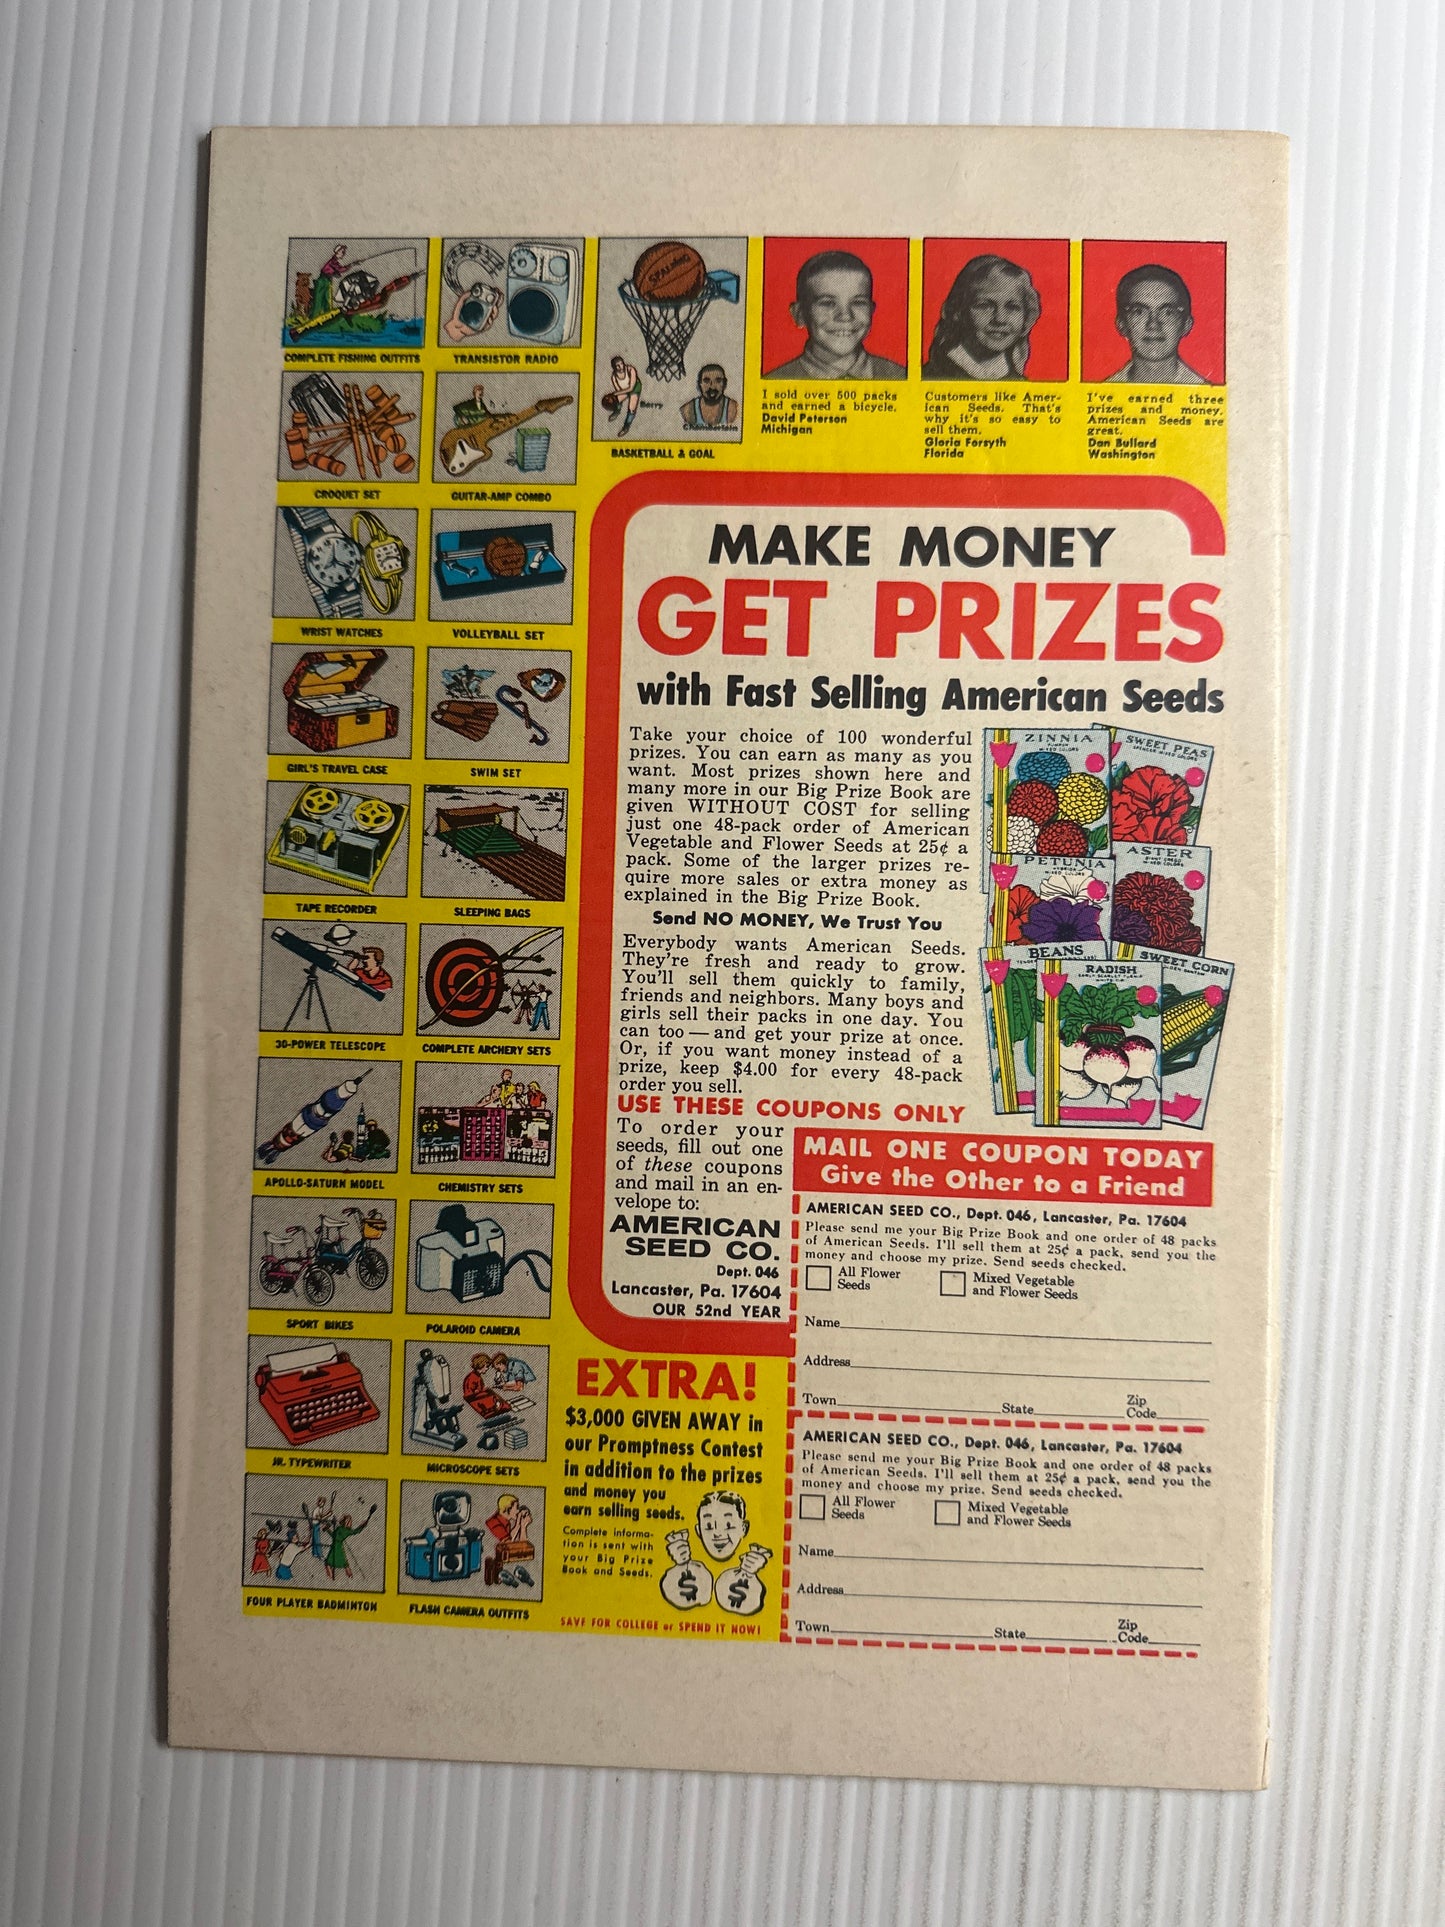 COMPLETE FISHING OUTFITS
TRANSISTOR RADIO
SPALDING
Barry
Chamberlain
BASKETBALL & GOAL
I sold over 500 packs
and earned a bicycle.
David Peterson
Michigan
Customers like Amer-
ican Seeds. That's
why it's so easy to
sell them.
Gloria Forsyth
Florida
I've earned three
prizes and money.
American Seeds are
great.
Dan Bullard
Washington
CROQUET SET
GUITAR-AMP COMBO
WRIST WATCHES
VOLLEYBALL SET
GIRL'S TRAVEL CASE
SWIM SET
TAPE RECORDER
SLEEPING BAGS
30-POWER TELESCOPE
COMPLETE ARCHERY SETS
APOLLO-SATURN MODEL
CHEMISTRY SETS
SPORT BIKES
POLAROID CAMERA
JR. TYPEWRITER
MICROSCOPE SETS
FOUR PLAYER BADMINTON
FLASH CAMERA OUTFITS
MAKE MONEY
GET PRIZES
with Fast Selling American Seeds
Take your choice of 100 wonderful
prizes. You can earn as many as you
want. Most prizes shown here and
many more in our Big Prize Book are
given WITHOUT COST for selling
just one 48-pack order of American
Vegetable and Flower Seeds at 25¢ a
pack. Some of the larger prizes re-
quire more sales or extra money as
explained in the Big Prize Book.
Send NO MONEY, We Trust You
Everybody wants American Seeds.
They're fresh and ready to grow.
You'll sell them quickly to family,
friends and neighbors. Many boys and
girls sell their packs in one day. You
can too — and get your prize at once.
Or, if you want money instead of a
prize, keep $4.00 for every 48-pack
order you sell.
USE THESE COUPONS ONLY
To order your
seeds, fill out one
of these coupons
and mail in an en-
velope to:
AMERICAN
SEED CO.
Dept. 046
Lancaster, Pa. 17604
OUR 52nd YEAR
ZINNIA
MIXED COLORS
SWEET PEAS
PETUNIA
MIXED COLORS
ASTER
MIXED COLORS
BEANS
RADISH
SWEET CORN
MAIL ONE COUPON TODAY
Give the Other to a Friend
AMERICAN SEED CO., Dept. 046, Lancaster, Pa. 17604
Please send me your Big Prize Book and one order of 48 packs
of American Seeds. I'll sell them at 25¢ a pack, send you the
money and choose my prize. Send seeds checked.
All Flower
Seeds
Mixed Vegetable
and Flower Seeds
Name
Address
Town State Zip
Code
AMERICAN SEED CO., Dept. 046, Lancaster, Pa. 17604
Please send me your Big Prize Book and one order of 48 packs
of American Seeds. I'll sell them at 25¢ a pack, send you the
money and choose my prize. Send seeds checked.
All Flower
Seeds
Mixed Vegetable
and Flower Seeds
Name
Address
Town State Zip
Code
EXTRA!
$3,000 GIVEN AWAY in
our Promptness Contest
in addition to the prizes
and money you
earn selling seeds.
Complete informa-
tion is sent with
your Big Prize
Book and Seeds.
$ $
SAVE FOR COLLEGE or SPEND IT NOW!